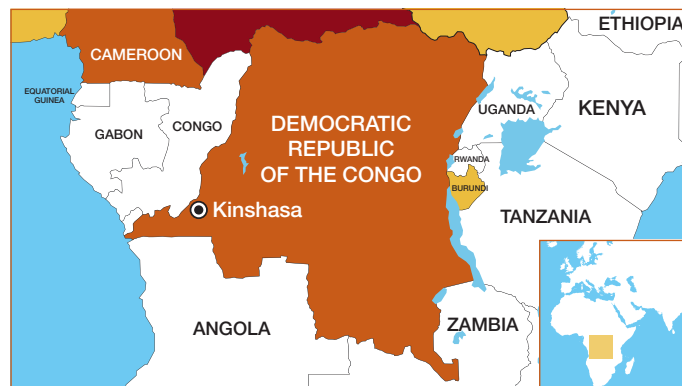 ETHIOPIA
CAMEROON
EQUATORIAL
GUINEA
GABON
CONGO
DEMOCRATIC
REPUBLIC
OF THE CONGO
UGANDA
KENYA
RWANDA
BURUNDI
Kinshasa
TANZANIA
ANGOLA
ZAMBIA